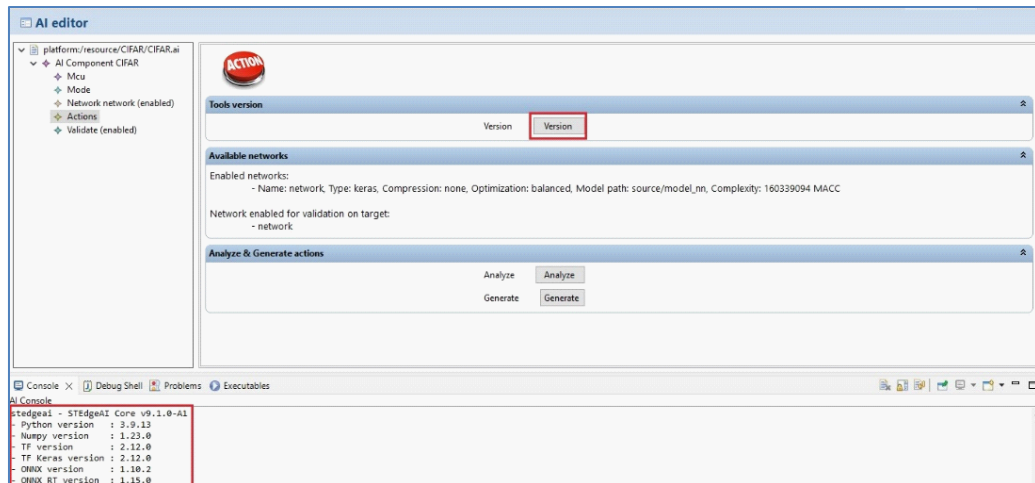 AI editor
platform:/resource/CIFAR/CIFAR.ai
AI Component CIFAR
Mcu
Mode
Network network (enabled)
Actions
Validate (enabled)
ACTION
Tools version
Version Version
Available networks
Enabled networks:
- Name: network, Type: keras, Compression: none, Optimization: balanced, Model path: source/model_nn, Complexity: 160339094 MACC
Network enabled for validation on target:
- network
Analyze & Generate actions
Analyze Analyze
Generate Generate
Console Debug Shell Problems Executables
AI Console
stedgeai - STEdgeAI Core v9.1.0-A1
- Python version : 3.9.13
- Numpy version : 1.23.0
- TF version : 2.12.0
- TF Keras version : 2.12.0
- ONNX version : 1.10.2
- ONNX RT version : 1.15.0